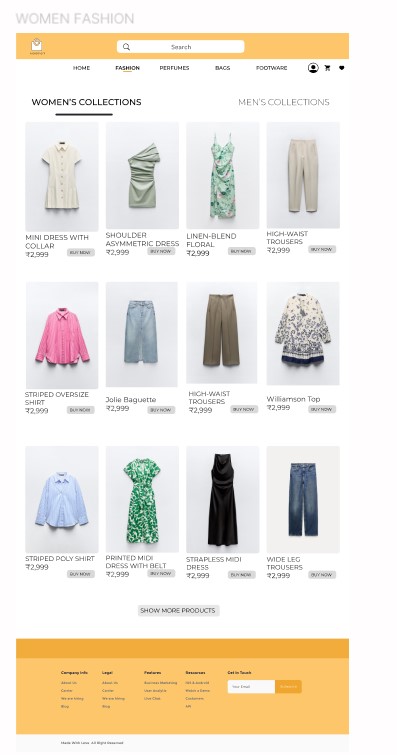 WOMEN FASHION
Search
HOME FASHION PERFUMES BAGS FOOTWARE
WOMEN'S COLLECTIONS MEN'S COLLECTIONS
MINI DRESS WITH
COLLAR
₹2,999 BUY NOW
SHOULDER
ASYMMETRIC DRESS
₹2,999 BUY NOW
LINEN-BLEND
FLORAL
₹2,999 BUY NOW
HIGH-WAIST
TROUSERS
₹2,999 BUY NOW
STRIPED OVERSIZE
SHIRT
₹2,999 BUY NOW
Jolie Baguette
₹2,999 BUY NOW
HIGH-WAIST
TROUSERS
₹2,999 BUY NOW
Williamson Top
₹2,999 BUY NOW
STRIPED POLY SHIRT
₹2,999
BUY NOW
PRINTED MIDI
DRESS WITH BELT
₹2,999 BUY NOW
STRAPLESS MIDI
DRESS
₹2,999 BUY NOW
WIDE LEG
TROUSERS
₹2,999 BUY NOW
SHOW MORE PRODUCTS
Company Info
About Us
Carrier
We are hiring
Blog
Legal
About Us
Carrier
We are hiring
Blog
Features
Business Marketing
User Analytic
Live Chat
Resources
IOS & Android
Watch a Demo
Customers
API
Get In Touch
Your Email
Made With Love. All Right Reserved